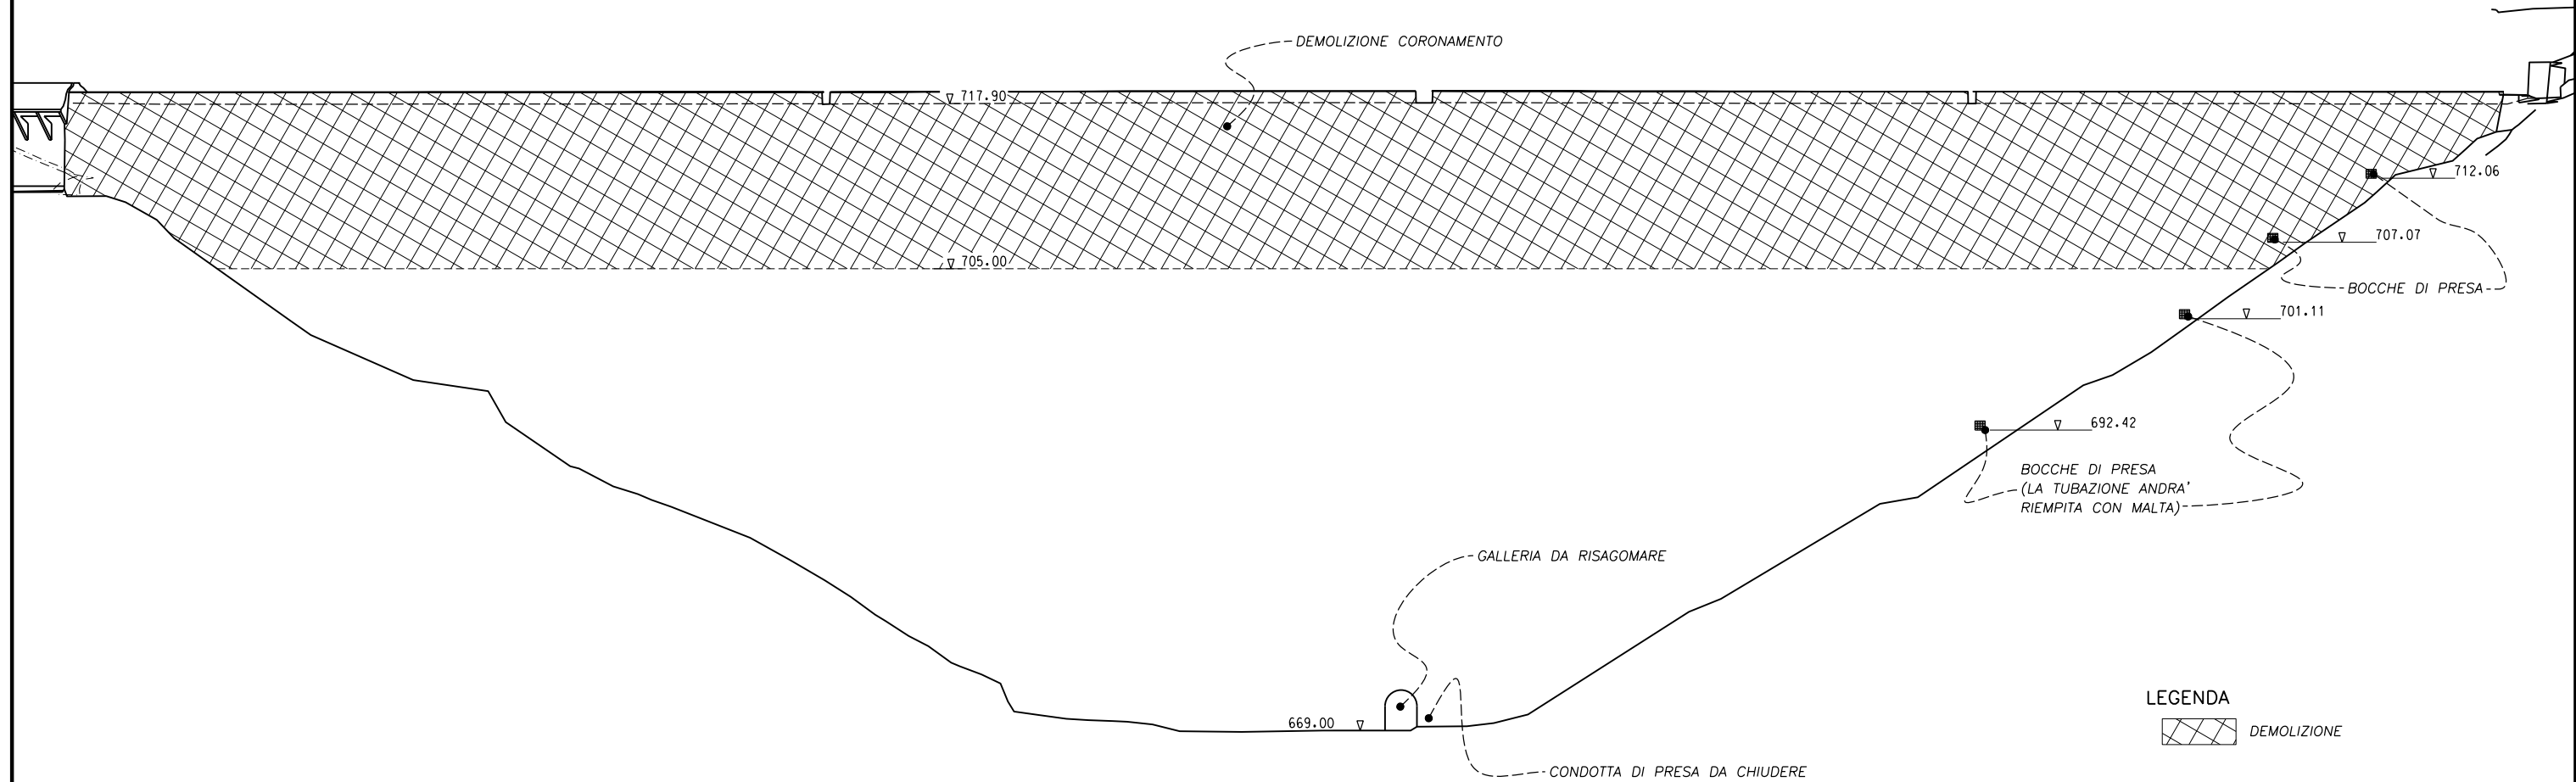 DEMOLIZIONE CORONAMENTO
717.90
712.06
707.07
705.00
BOCCHE DI PRESA
701.11
692.42
BOCCHE DI PRESA
(LA TUBAZIONE ANDRA'
RIEMPITA CON MALTA)
GALLERIA DA RISAGOMARE
669.00
CONDOTTA DI PRESA DA CHIUDERE
LEGENDA
DEMOLIZIONE